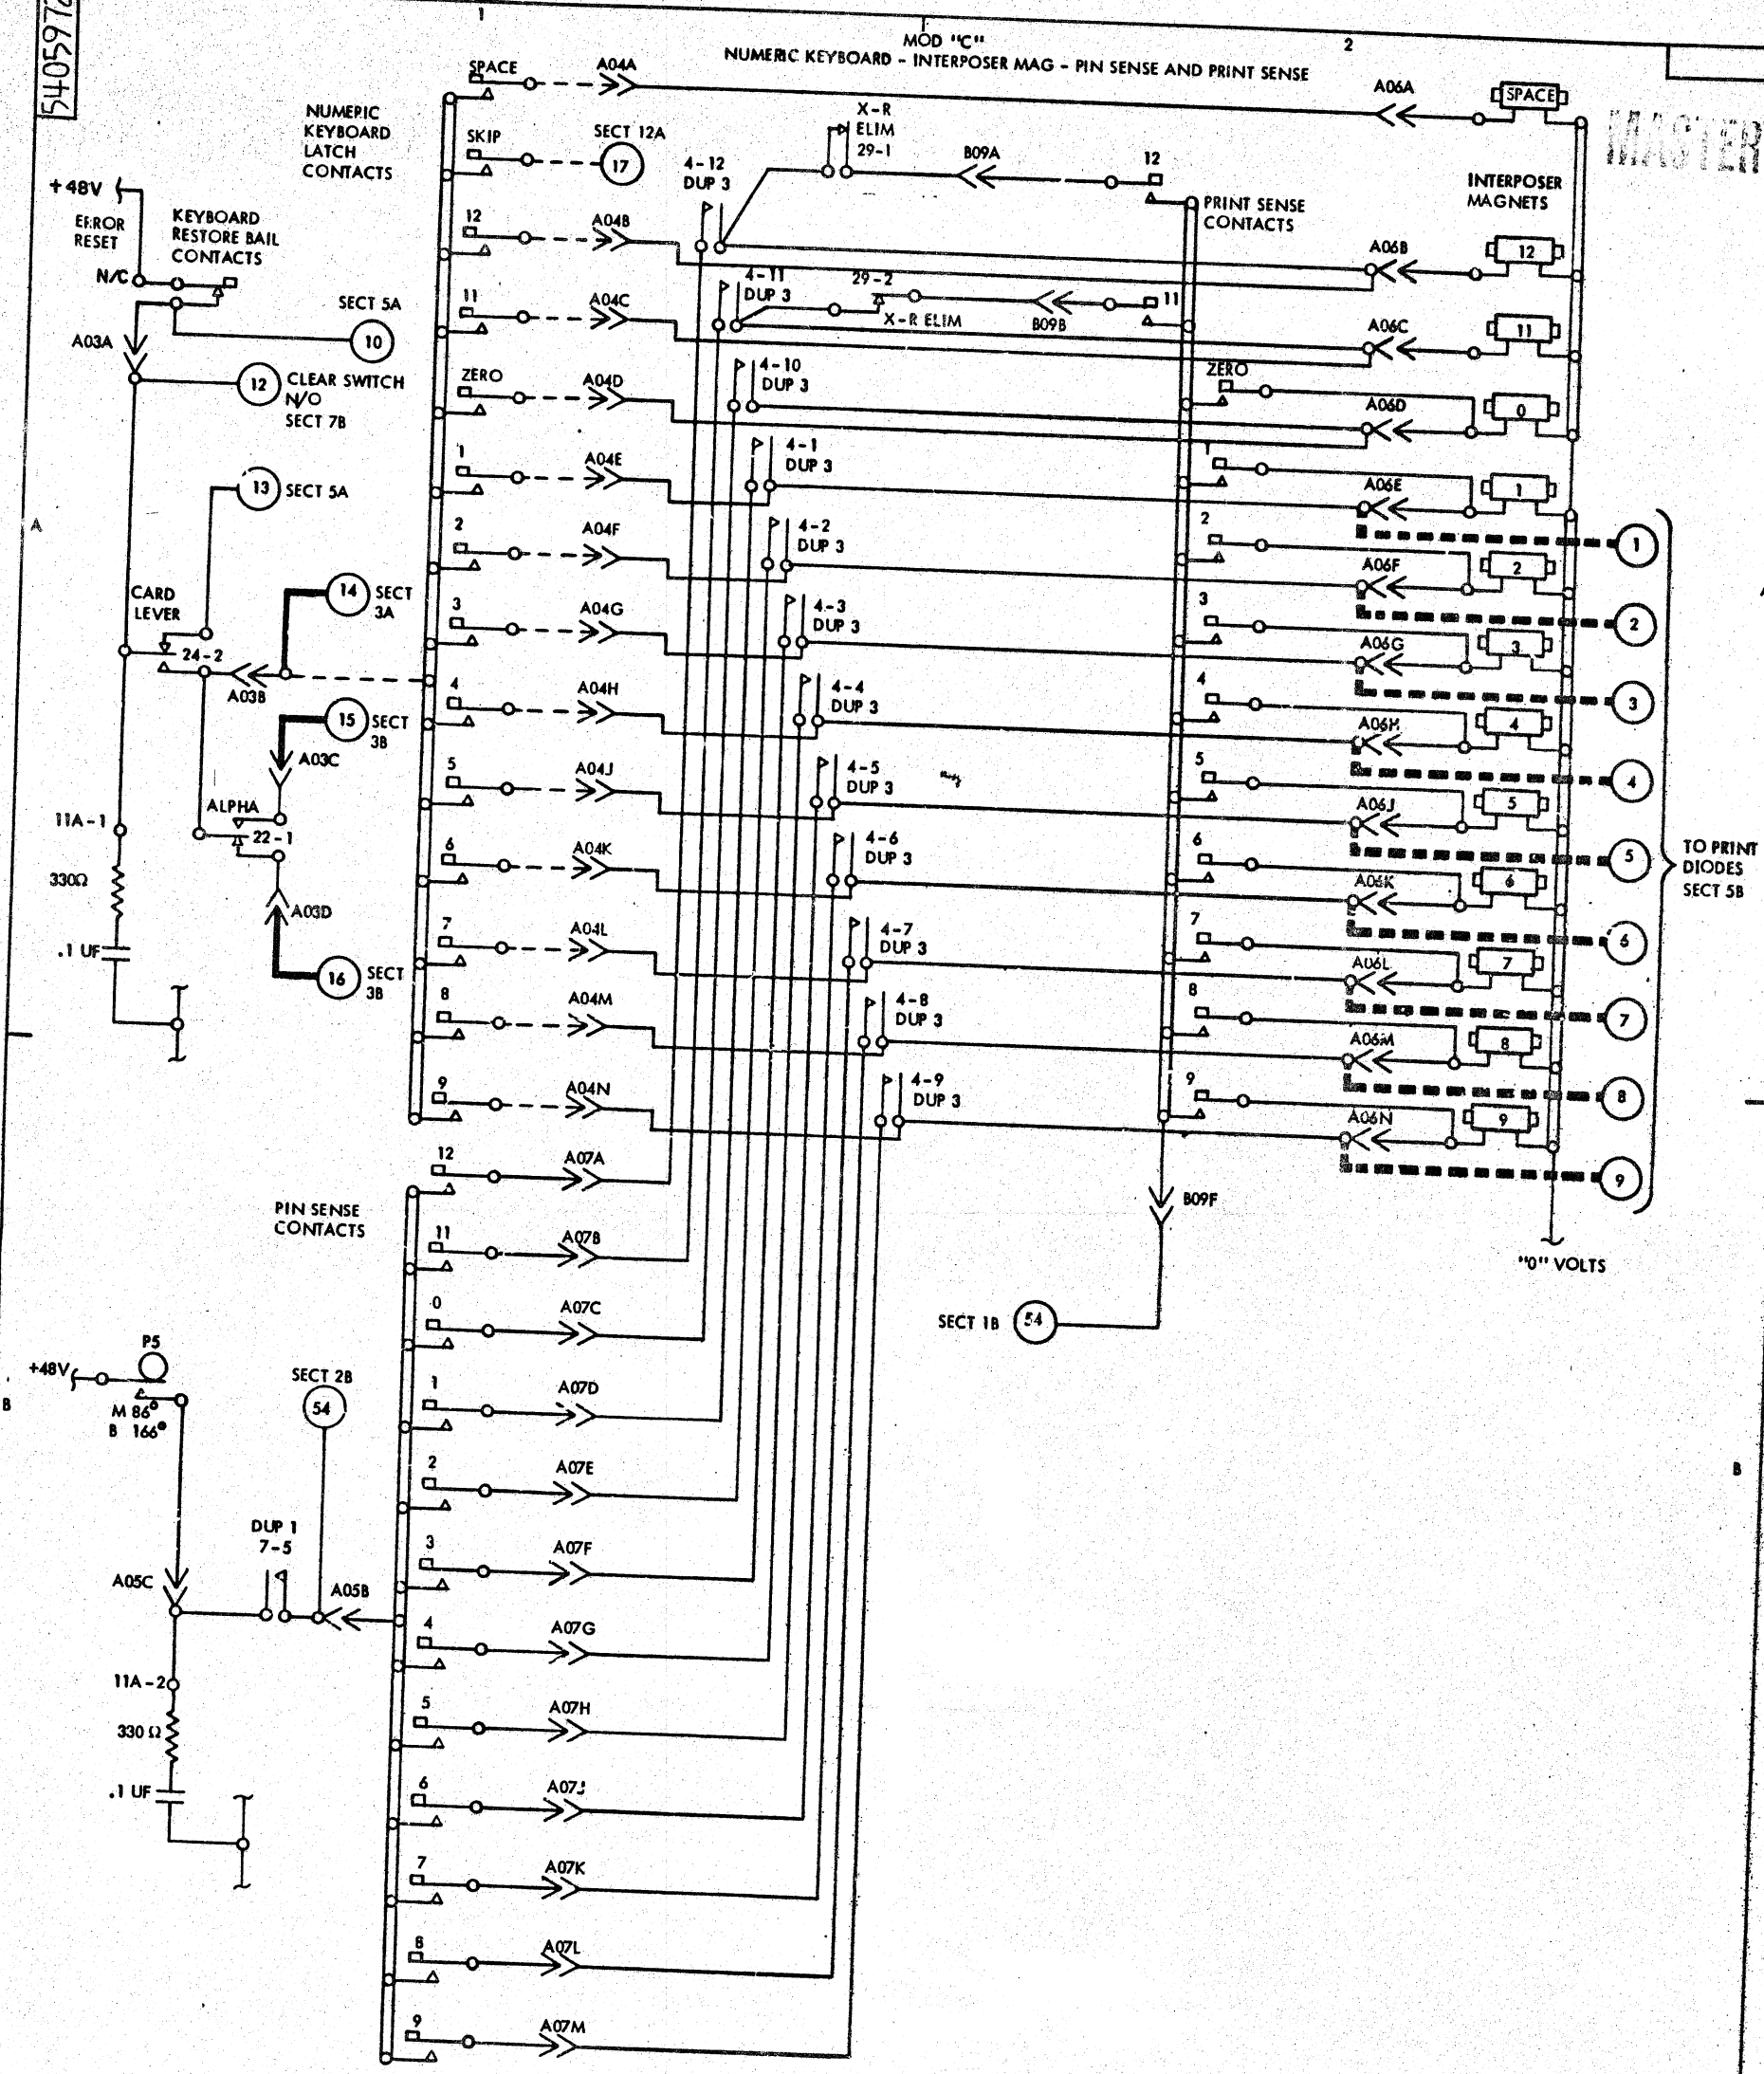 5405972
1
2
MOD "C"
NUMERIC KEYBOARD - INTERPOSER MAG - PIN SENSE AND PRINT SENSE
MASTER
NUMERIC
KEYBOARD
LATCH
CONTACTS
SPACE
A04A
A06A
SPACE
SKIP
SECT 12A
17
X-R
ELIM
29-1
4-12
DUP 3
B09A
12
PRINT SENSE
CONTACTS
INTERPOSER
MAGNETS
+48V
ERROR
RESET
KEYBOARD
RESTORE BAIL
CONTACTS
N/C
SECT 5A
10
A03A
12
CLEAR SWITCH
N/O
SECT 7B
13
SECT 5A
A
CARD
LEVER
14
SECT
3A
24-2
A03B
15
SECT
3B
A03C
ALPHA
22-1
11A-1
330Ω
.1 UF
A03D
16
SECT
3B
12
A04B
A06B
12
11
A04C
4-11
DUP 3
29-2
X-R ELIM
B09B
11
A06C
11
ZERO
A04D
4-10
DUP 3
ZERO
A06D
0
1
A04E
4-1
DUP 3
1
A06E
1
1
2
A04F
4-2
DUP 3
2
A06F
2
2
3
A04G
4-3
DUP 3
3
A06G
3
3
4
A04H
4-4
DUP 3
4
A06H
4
4
5
A04J
4-5
DUP 3
5
A06J
5
5
TO PRINT
DIODES
SECT 5B
6
A04K
4-6
DUP 3
6
A06K
6
6
7
A04L
4-7
DUP 3
7
A06L
7
7
8
A04M
4-8
DUP 3
8
A06M
8
8
9
A04N
4-9
DUP 3
9
A06N
9
9
B09F
"0" VOLTS
SECT 1B
54
PIN SENSE
CONTACTS
12
A07A
11
A07B
0
A07C
1
A07D
2
A07E
3
A07F
4
A07G
5
A07H
6
A07J
7
A07K
8
A07L
9
A07M
B
B
+48V
P5
M 86°
B 166°
SECT 2B
54
DUP 1
7-5
A05C
A05B
11A-2
330 Ω
.1 UF